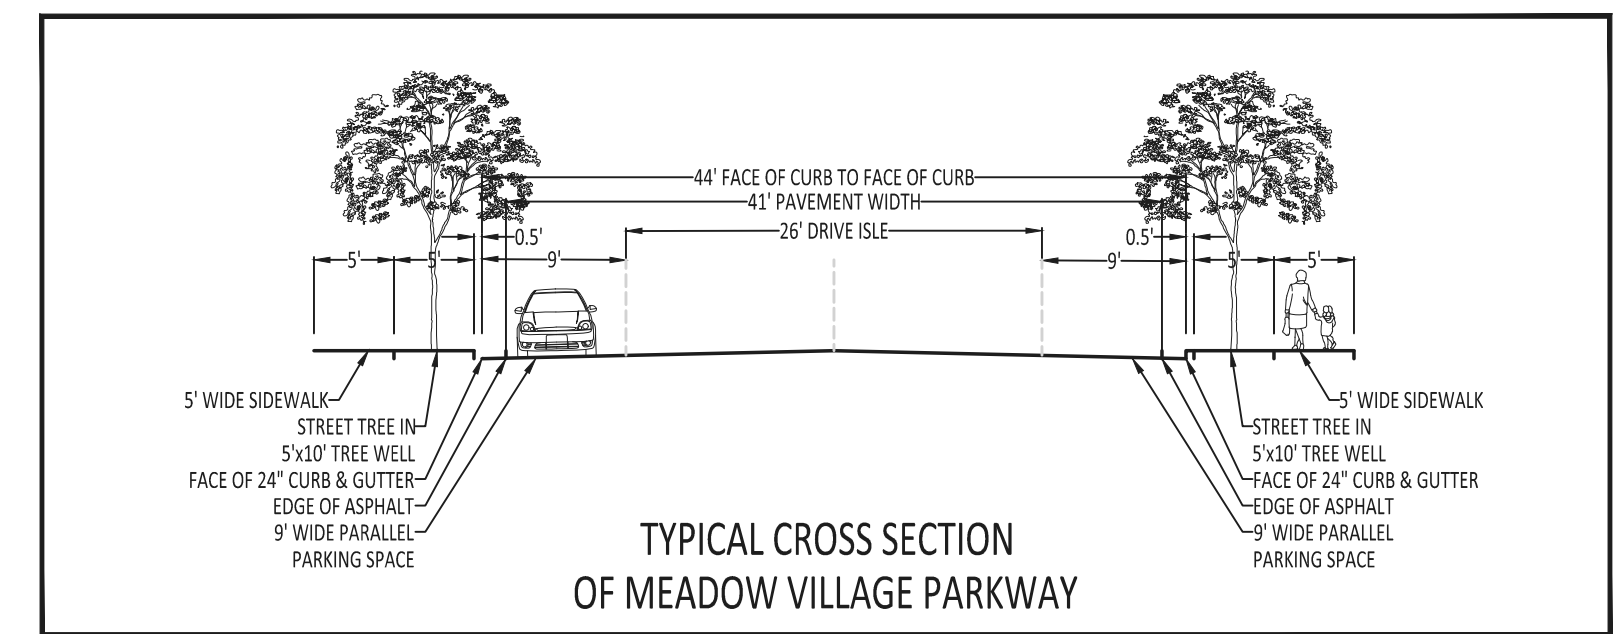 44' FACE OF CURB TO FACE OF CURB
41' PAVEMENT WIDTH
26' DRIVE ISLE
0.5'
0.5'
5'
5'
9'
9'
5'
5'
5' WIDE SIDEWALK
STREET TREE IN
5'x10' TREE WELL
FACE OF 24" CURB & GUTTER
EDGE OF ASPHALT
9' WIDE PARALLEL
PARKING SPACE
5' WIDE SIDEWALK
STREET TREE IN
5'x10' TREE WELL
FACE OF 24" CURB & GUTTER
EDGE OF ASPHALT
9' WIDE PARALLEL
PARKING SPACE
TYPICAL CROSS SECTION
OF MEADOW VILLAGE PARKWAY